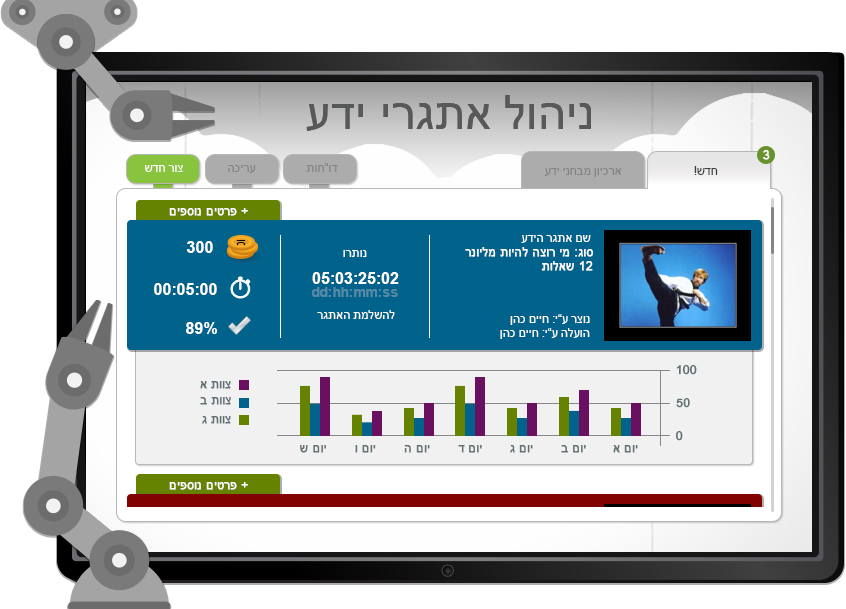 ניהול אתגרי ידע
3
חדש!
ארכיון מבחני ידע
דו"חות
עריכה
צור חדש
+ פרטים נוספים
שם אתגר הידע
סוג: מי רוצה להיות מליונר
12 שאלות
נוצר ע"י: חיים כהן
הועלה ע"י: חיים כהן
נותרו
05:03:25:02
dd:hh:mm:ss
להשלמת האתגר
300
00:05:00
89%
100
50
0
צוות א
צוות ב
צוות ג
יום א
יום ב
יום ג
יום ד
יום ה
יום ו
יום ש
+ פרטים נוספים